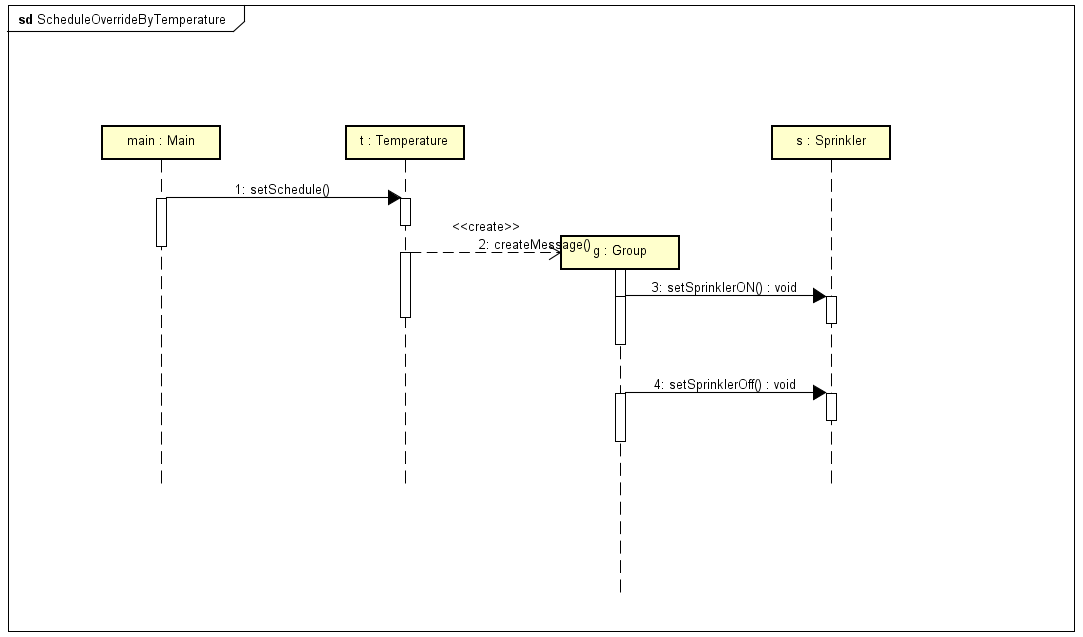 sd ScheduleOverrideByTemperature
main : Main
t : Temperature
s : Sprinkler
1: setSchedule()
<<create>>
2: createMessage()
g : Group
3: setSprinklerON() : void
4: setSprinklerOff() : void